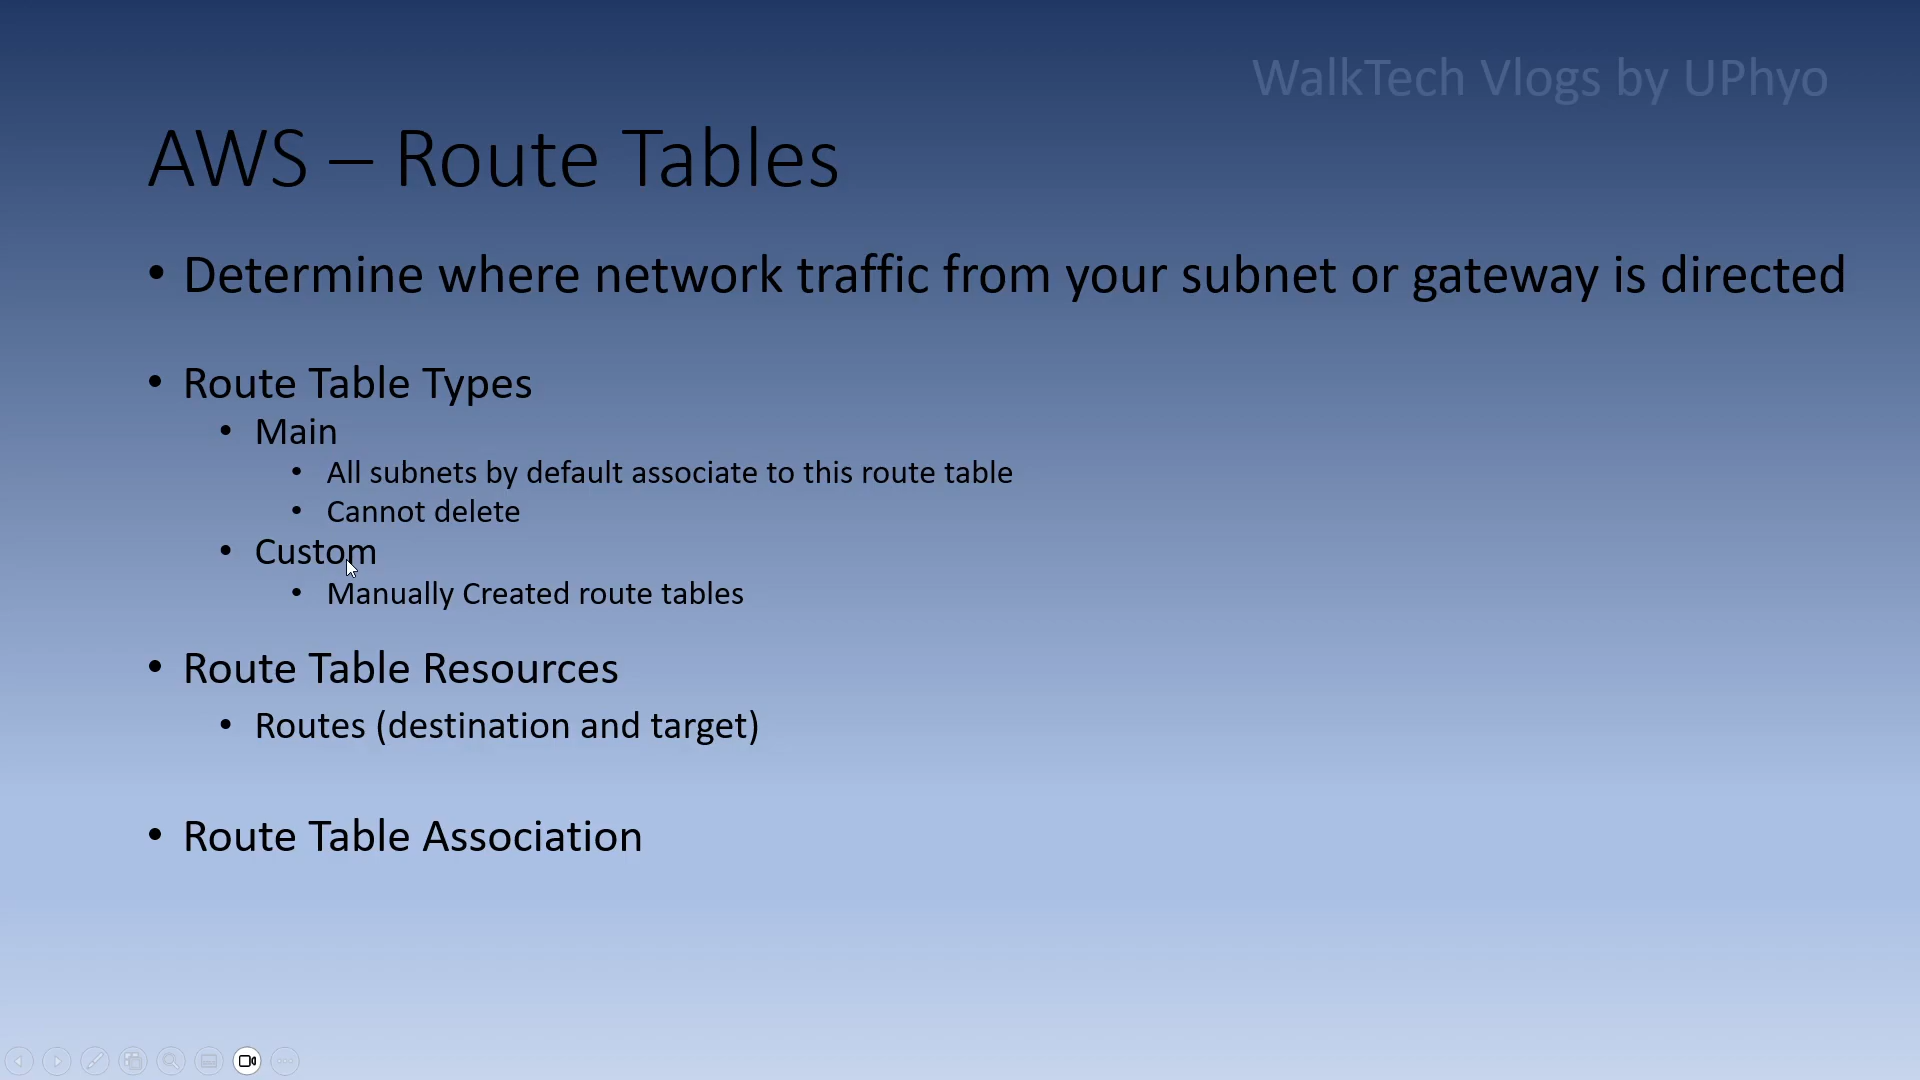 WalkTech Vlogs by UPhyo
AWS – Route Tables
• Determine where network traffic from your subnet or gateway is directed
• Route Table Types
• Main
• All subnets by default associate to this route table
• Cannot delete
• Custom
• Manually Created route tables
• Route Table Resources
• Routes (destination and target)
• Route Table Association